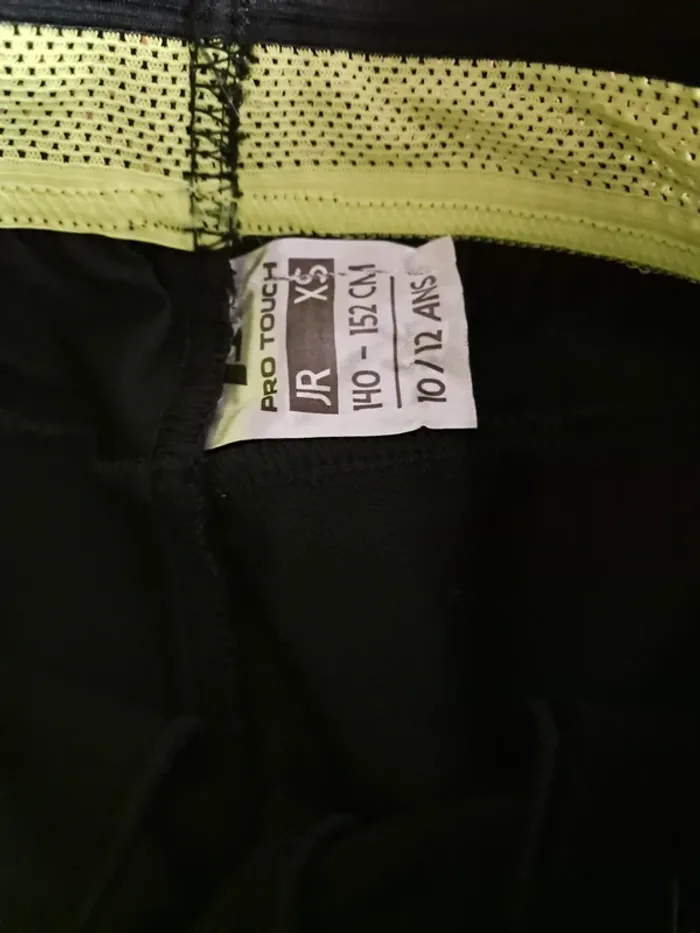 PRO TOUCH
JR XS
140 - 152 CM
10/12 ANS